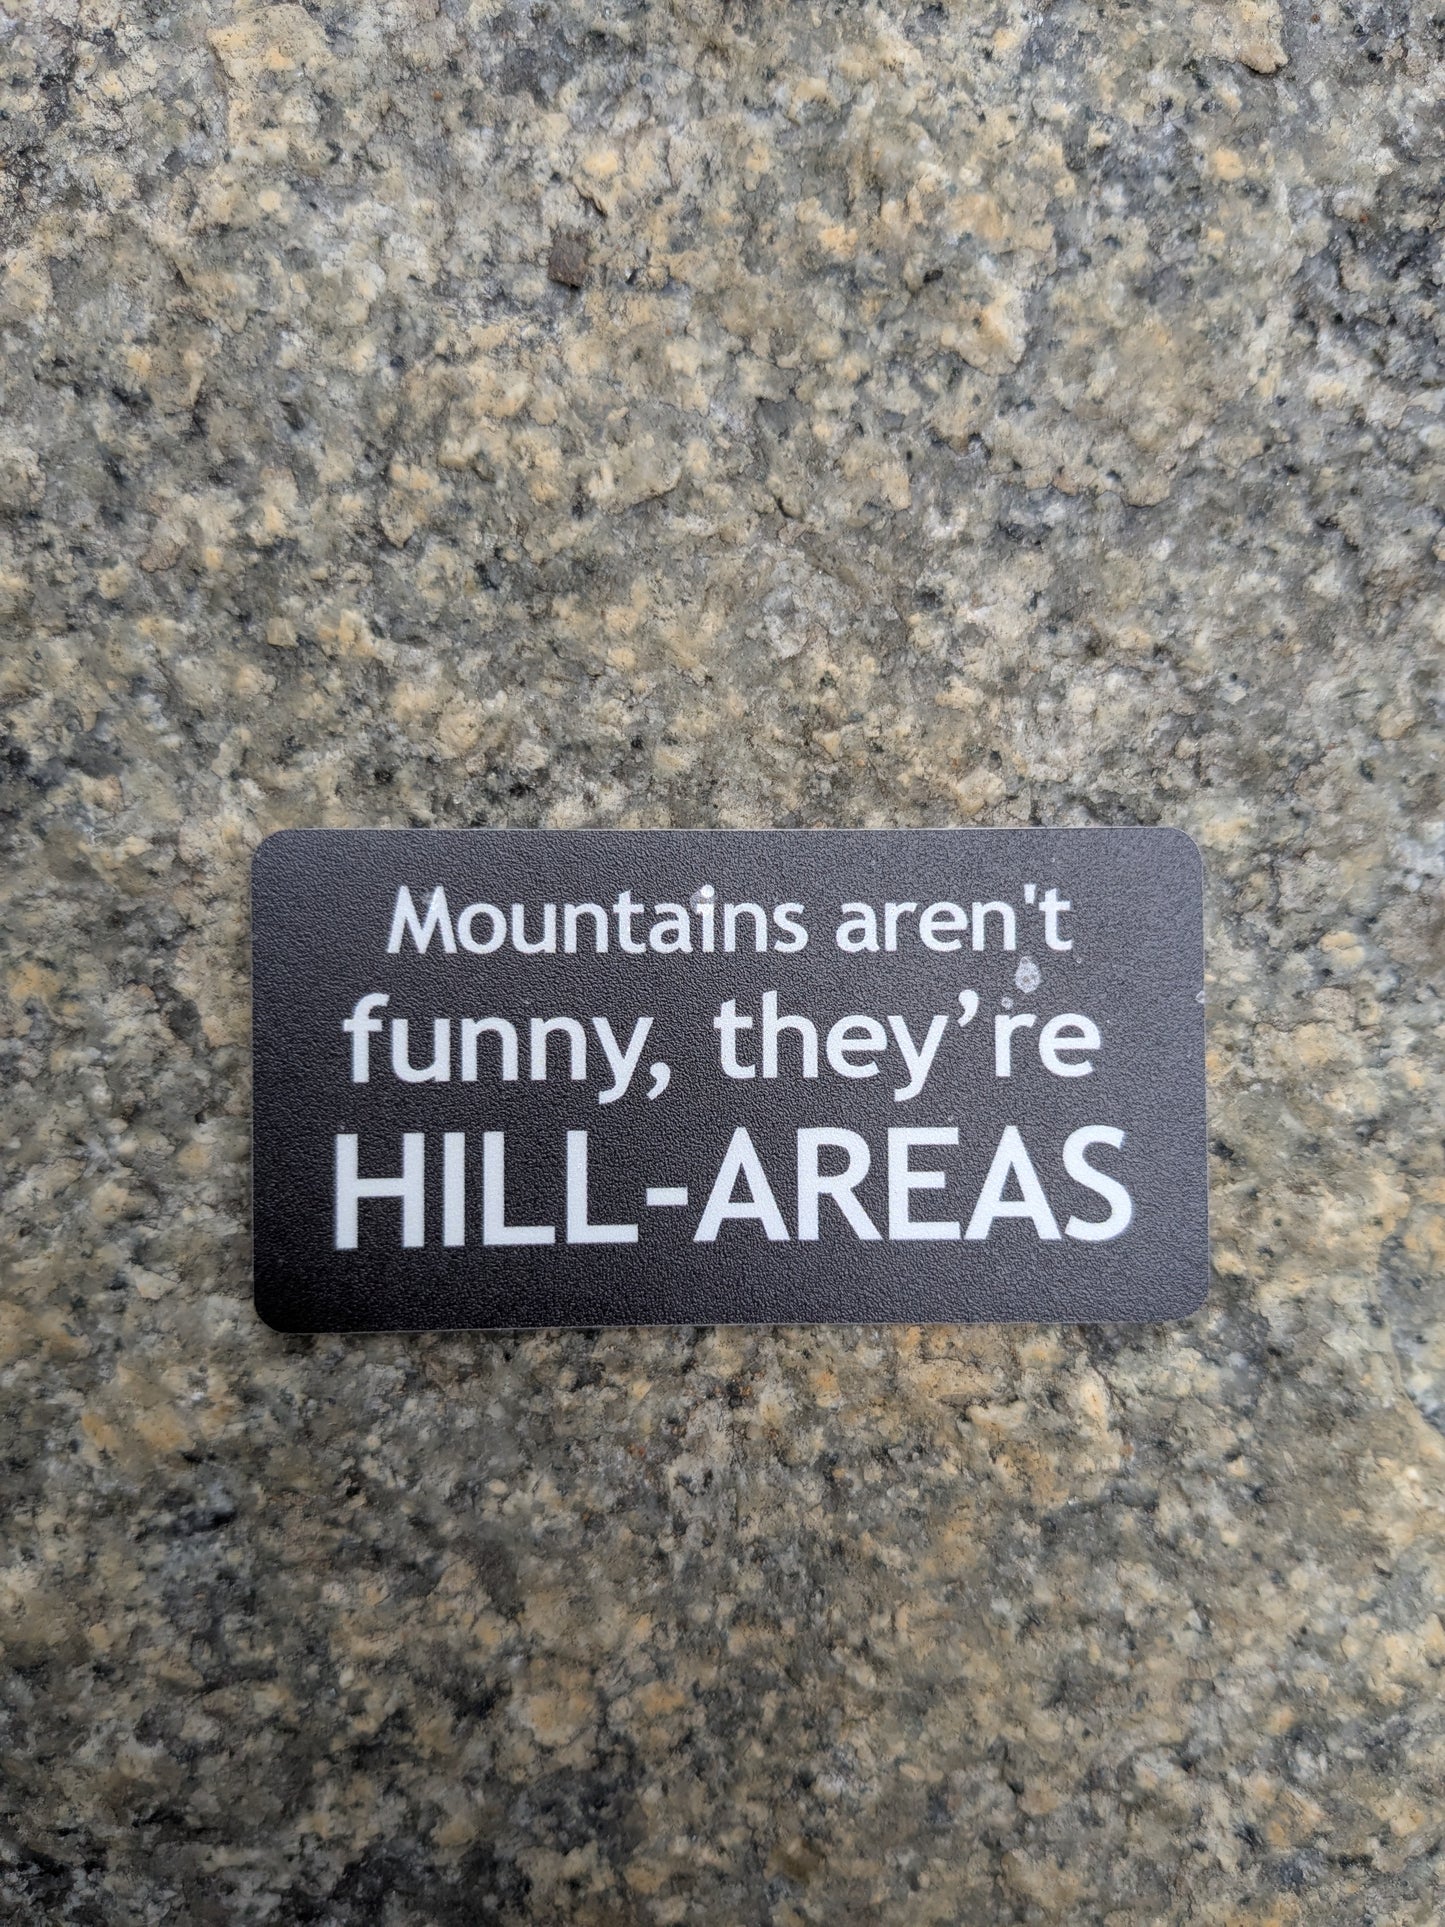 Mountains aren't
funny, they’re
HILL-AREAS